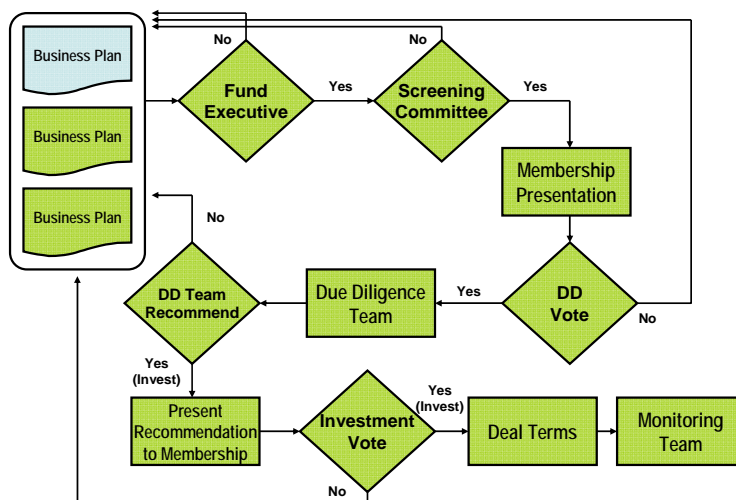 No
No
Business Plan
Fund
Executive
Yes
Screening
Committee
Yes
Business Plan
Membership
Presentation
Business Plan
No
DD Team
Recommend
Due Diligence
Team
Yes
DD
Vote
No
Yes
(Invest)
Present
Recommendation
to Membership
Investment
Vote
Yes
(Invest)
Deal Terms
Monitoring
Team
No